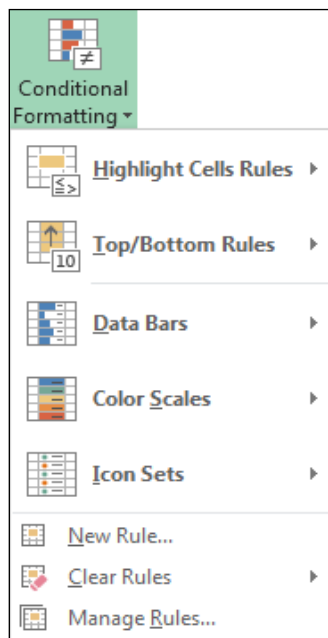 ≠
Conditional
Formatting
≤ >
Highlight Cells Rules
10
Top/Bottom Rules
Data Bars
Color Scales
Icon Sets
New Rule...
Clear Rules
Manage Rules...